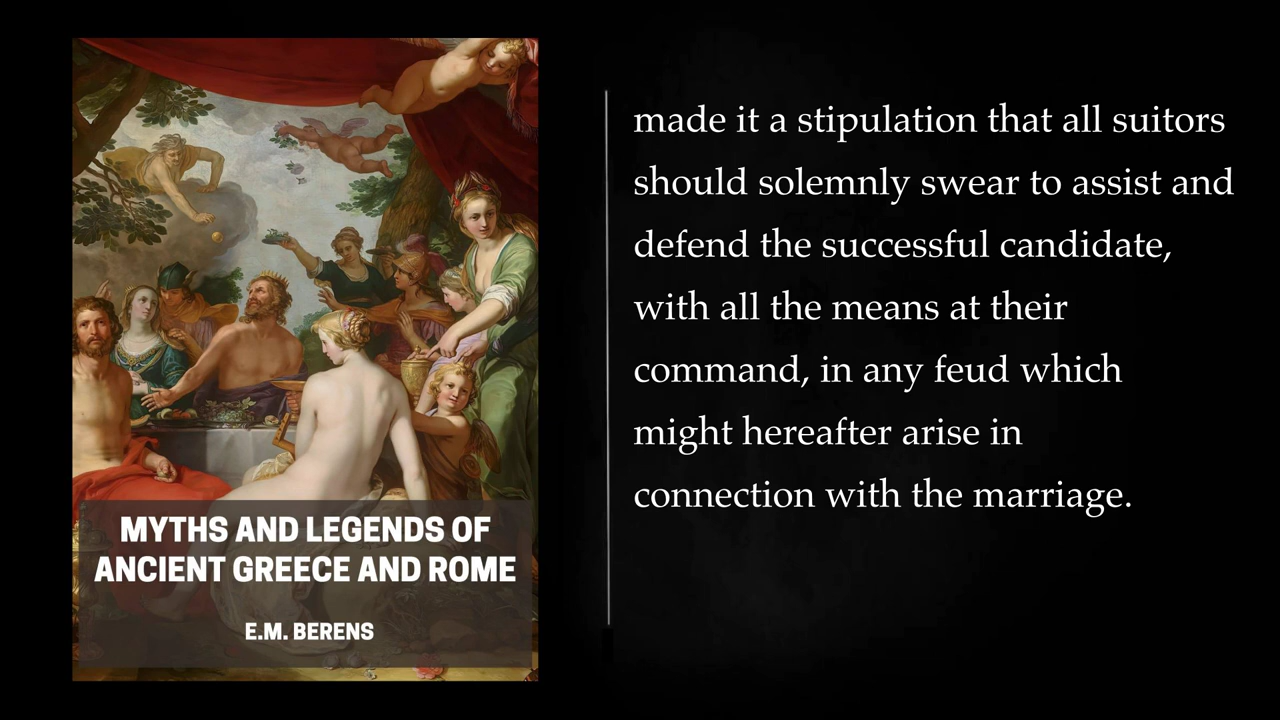 MYTHS AND LEGENDS OF
ANCIENT GREECE AND ROME
E.M. BERENS
made it a stipulation that all suitors
should solemnly swear to assist and
defend the successful candidate,
with all the means at their
command, in any feud which
might hereafter arise in
connection with the marriage.